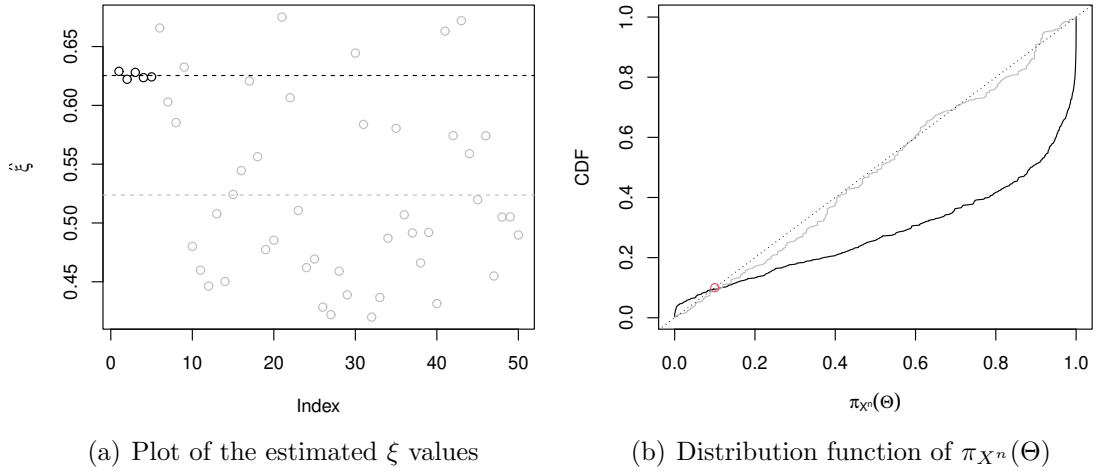 0.65
0.60
0.55
0.50
0.45
ξ̂
0 10 20 30 40 50
Index
(a) Plot of the estimated ξ values
1.0
0.8
0.6
0.4
0.2
0.0
CDF
0.0 0.2 0.4 0.6 0.8 1.0
π_Xⁿ(Θ)
(b) Distribution function of π_Xⁿ(Θ)